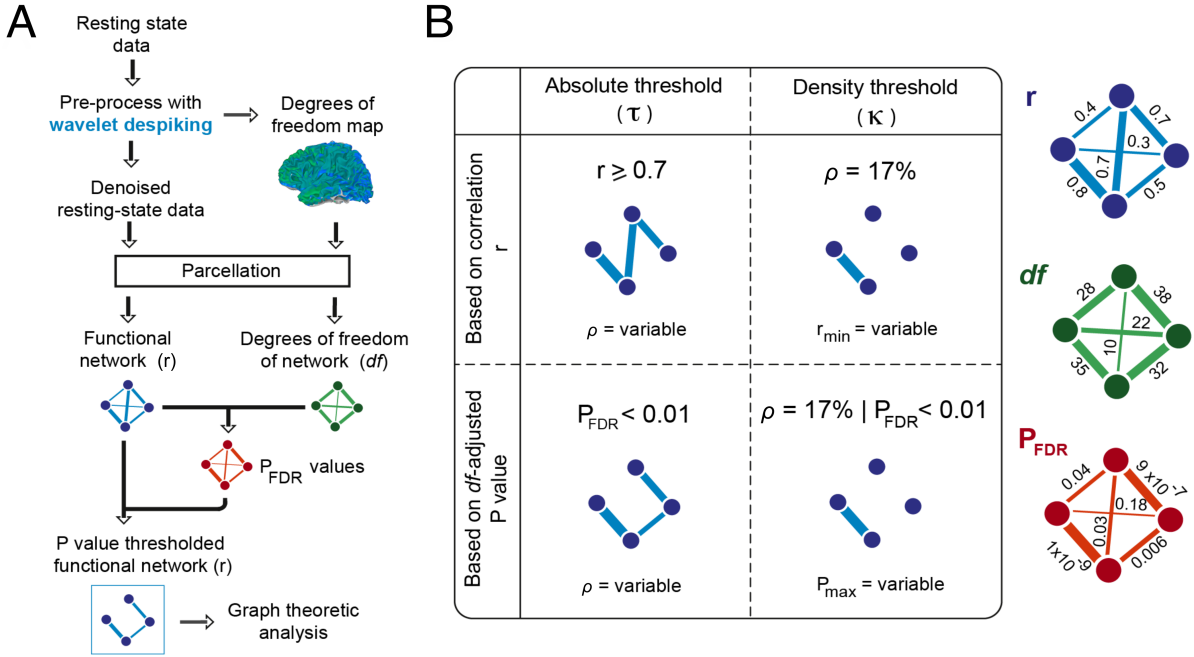 A
Resting state
data
Pre-process with
wavelet despiking
Degrees of
freedom map
Denoised
resting-state data
Parcellation
Functional
network (r)
Degrees of freedom
of network (df)
PFDR values
P value thresholded
functional network (r)
Graph theoretic
analysis
B
Absolute threshold
(τ)
Density threshold
(κ)
Based on correlation
r
r ⩾ 0.7
ρ = variable
ρ = 17%
rmin = variable
Based on df-adjusted
P value
PFDR < 0.01
ρ = variable
ρ = 17% | PFDR < 0.01
Pmax = variable
r
0.4
0.7
0.3
0.7
0.8
0.5
df
28
38
22
10
35
32
PFDR
0.04
9x10-7
0.18
0.03
1x10-9
0.006